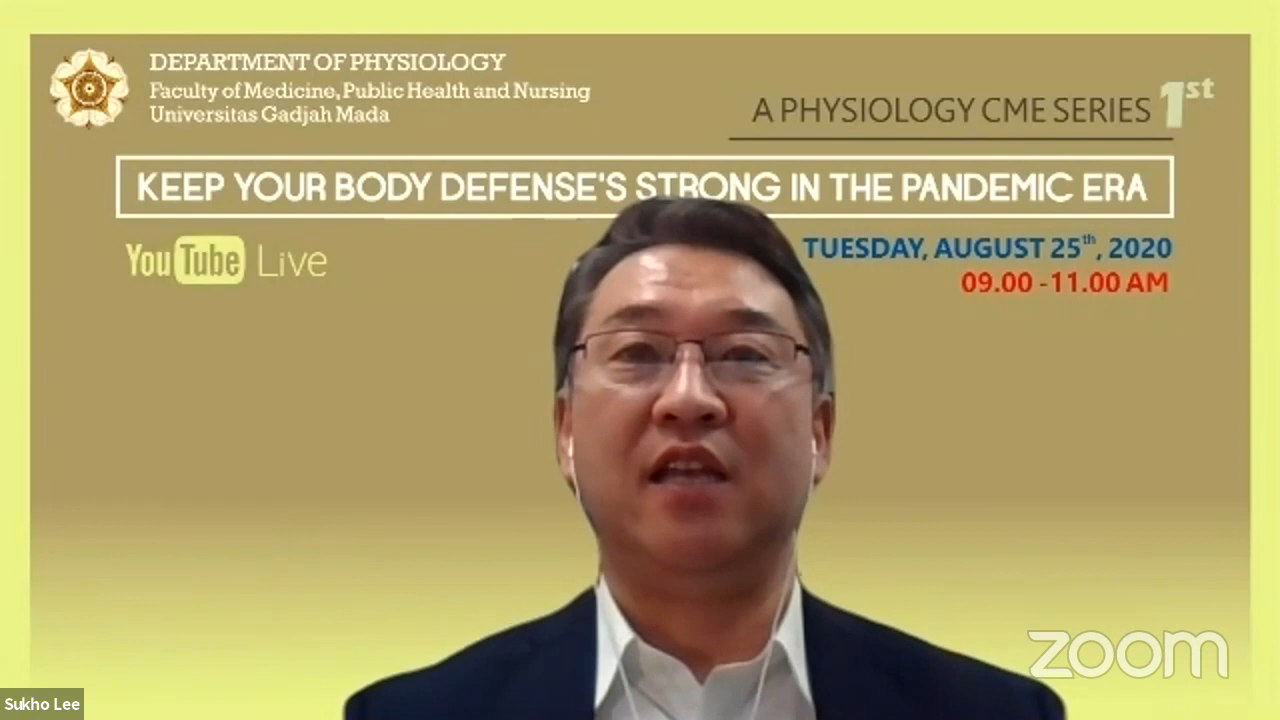 DEPARTMENT OF PHYSIOLOGY
Faculty of Medicine, Public Health and Nursing
Universitas Gadjah Mada
A PHYSIOLOGY CME SERIES 1st
KEEP YOUR BODY DEFENSE'S STRONG IN THE PANDEMIC ERA
YouTube Live
TUESDAY, AUGUST 25th, 2020
09.00 -11.00 AM
zoom
Sukho Lee